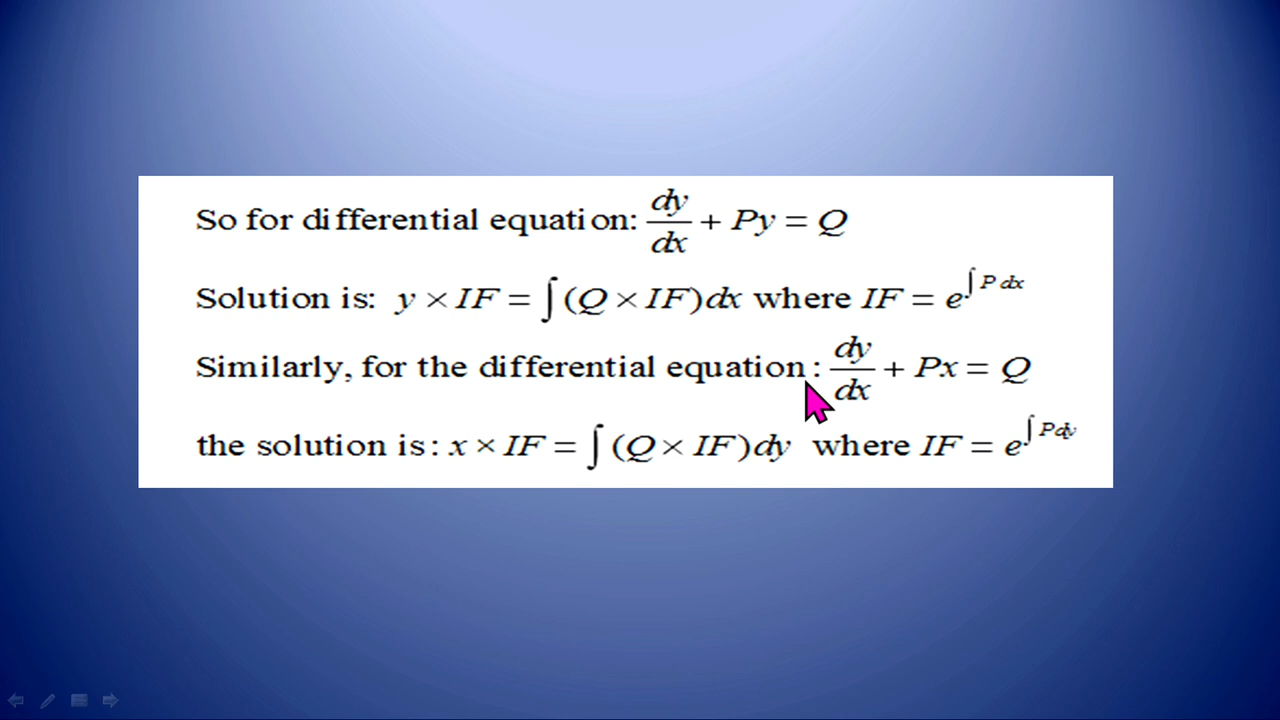 So for differential equation: dy/dx + Py = Q
Solution is: y × IF = ∫(Q × IF)dx where IF = e^∫P dx
Similarly, for the differential equation: dy/dx + Px = Q
the solution is: x × IF = ∫(Q × IF)dy where IF = e^∫Pdy